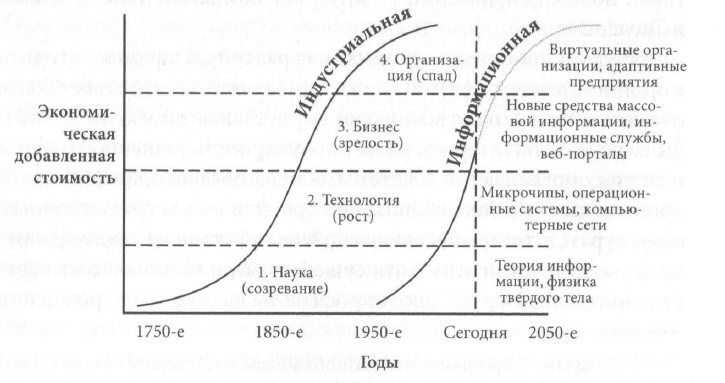 Индустриальная
Информационная
Экономи-
ческая
добавленная
стоимость
4. Организа-
ция (спад)
3. Бизнес
(зрелость)
2. Технология
(рост)
1. Наука
(созревание)
Виртуальные орга-
низации, адаптивные
предприятия
Новые средства массо-
вой информации, ин-
формационные службы,
веб-порталы
Микрочипы, операцион-
ные системы, компью-
терные сети
Теория инфор-
мации, физика
твёрдого тела
1750-е 1850-е 1950-е Сегодня 2050-е
Годы